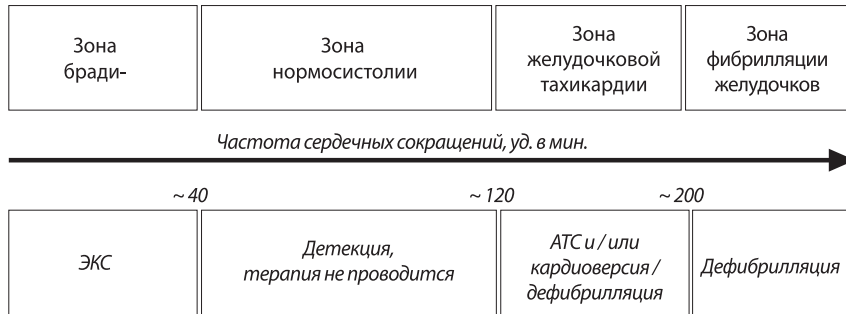 Зона
бради-
Зона
нормосистолии
Зона
желудочковой
тахикардии
Зона
фибрилляции
желудочков
Частота сердечных сокращений, уд. в мин.
~ 40
~ 120
~ 200
ЭКС
Детекция,
терапия не проводится
АТС и / или
кардиоверсия /
дефибрилляция
Дефибрилляция